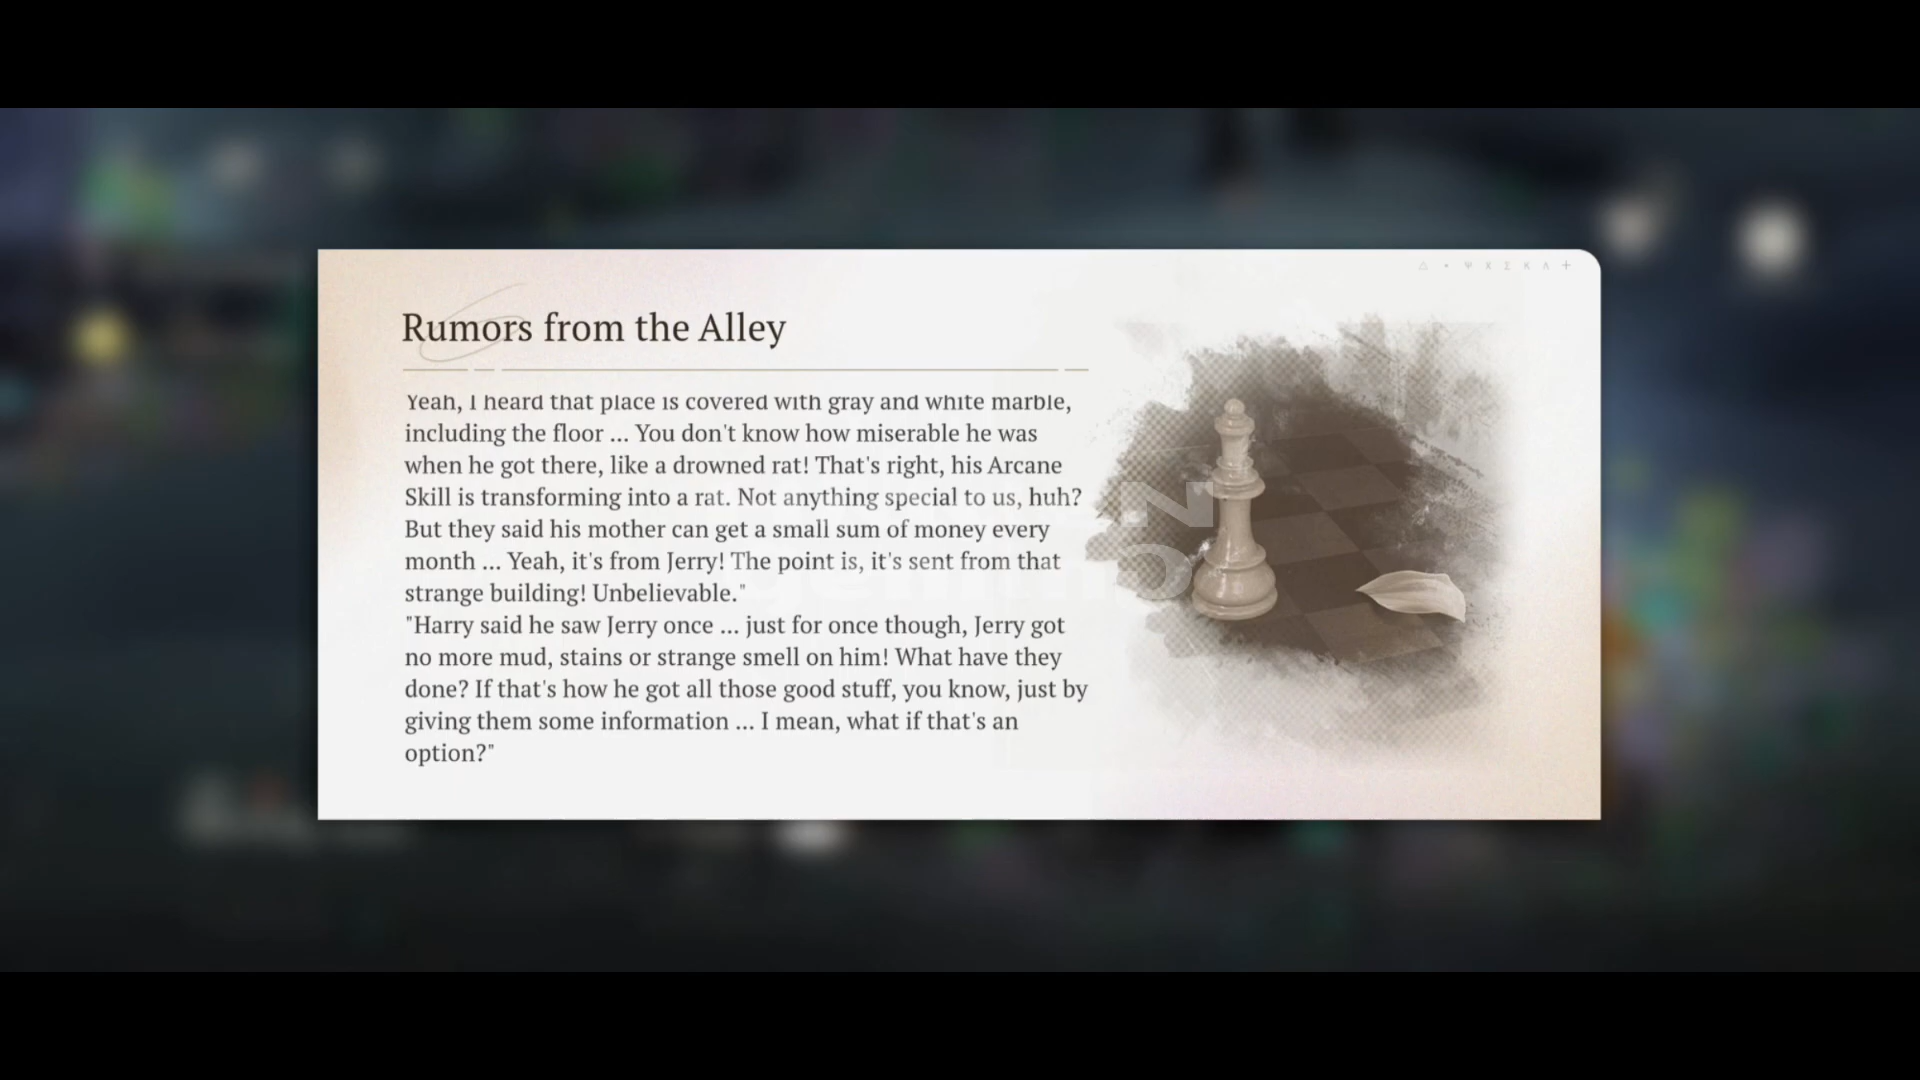 Rumors from the Alley
Yeah, I heard that place is covered with gray and white marble,
including the floor ... You don't know how miserable he was
when he got there, like a drowned rat! That's right, his Arcane
Skill is transforming into a rat. Not anything special to us, huh?
But they said his mother can get a small sum of money every
month ... Yeah, it's from Jerry! The point is, it's sent from that
strange building! Unbelievable."
"Harry said he saw Jerry once ... just for once though, Jerry got
no more mud, stains or strange smell on him! What have they
done? If that's how he got all those good stuff, you know, just by
giving them some information ... I mean, what if that's an
option?"